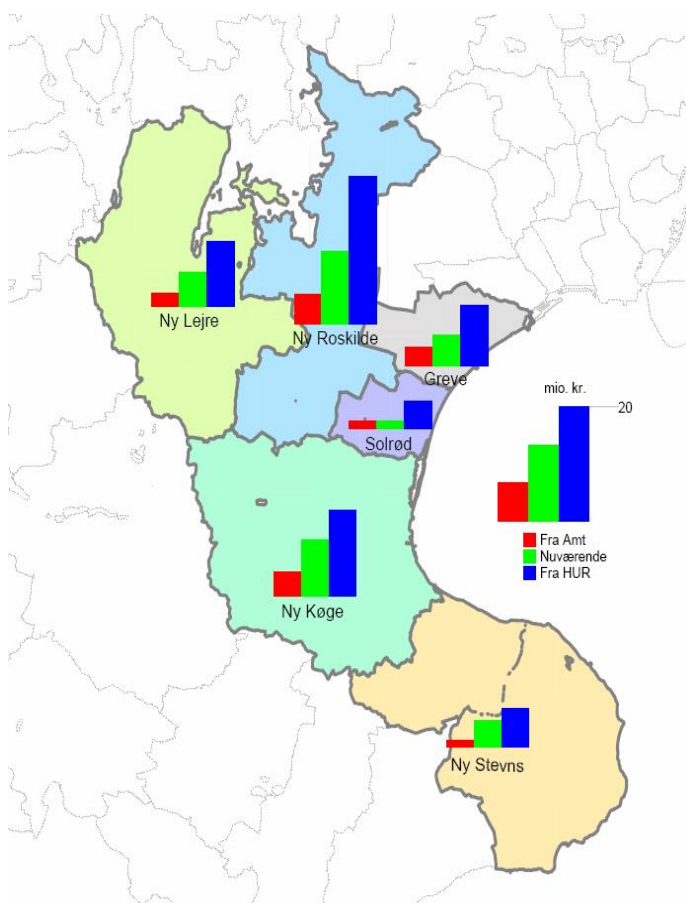 Ny Lejre
Ny Roskilde
Greve
mio. kr.
20
Solrød
Fra Amt
Nuværende
Fra HUR
Ny Køge
Ny Stevns